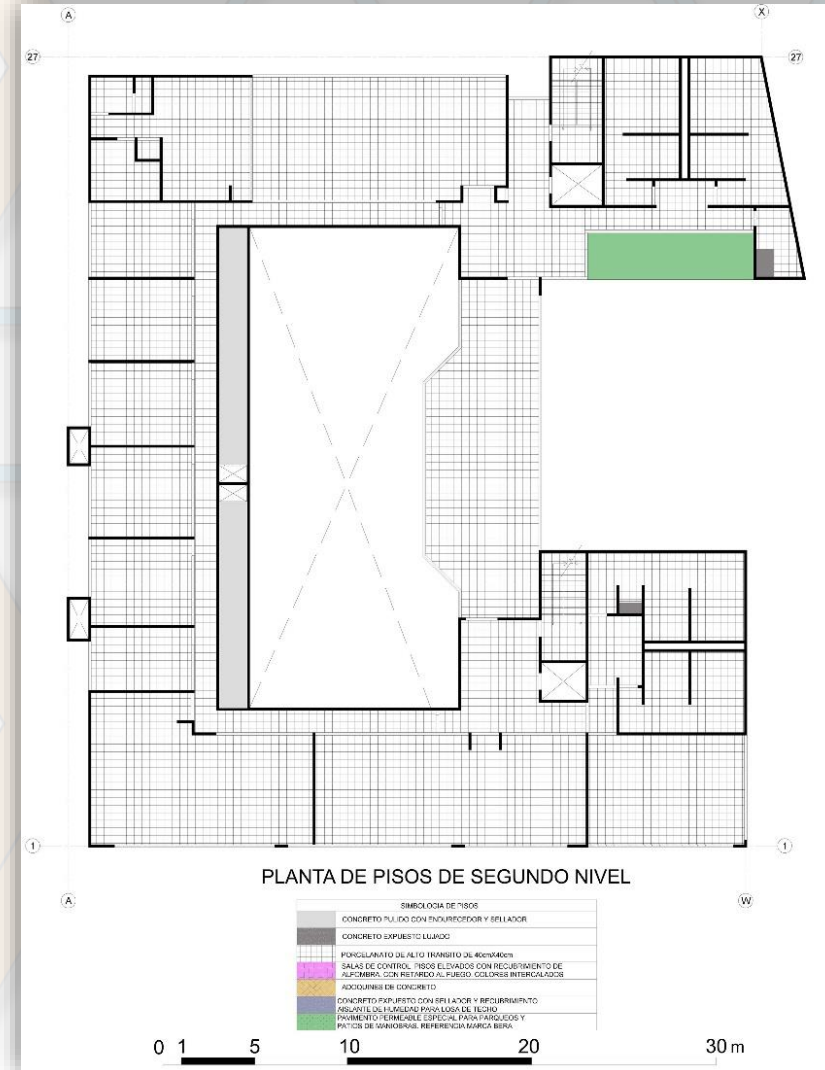 A
X
27
27
1
1
A
W
PLANTA DE PISOS DE SEGUNDO NIVEL
SIMBOLOGIA DE PISOS
CONCRETO PULIDO CON ENDURECEDOR Y SELLADOR
CONCRETO EXPUESTO LUJADO
PORCELANATO DE ALTO TRANSITO DE 40cmX40cm
SALAS DE CONTROL, PISOS ELEVADOS CON RECUBRIMIENTO DE
ALFOMBRA, CON RETARDO AL FUEGO, COLORES INTERCALADOS
ADOQUINES DE CONCRETO
CONCRETO EXPUESTO CON SELLADOR Y RECUBRIMIENTO
AISLANTE DE HUMEDAD PARA LOSA DE TECHO
PAVIMENTO PERMEABLE ESPECIAL PARA PARQUEOS Y
PATIOS DE MANIOBRAS, REFERENCIA MARCA BERA
0 1 5 10 20 30 m